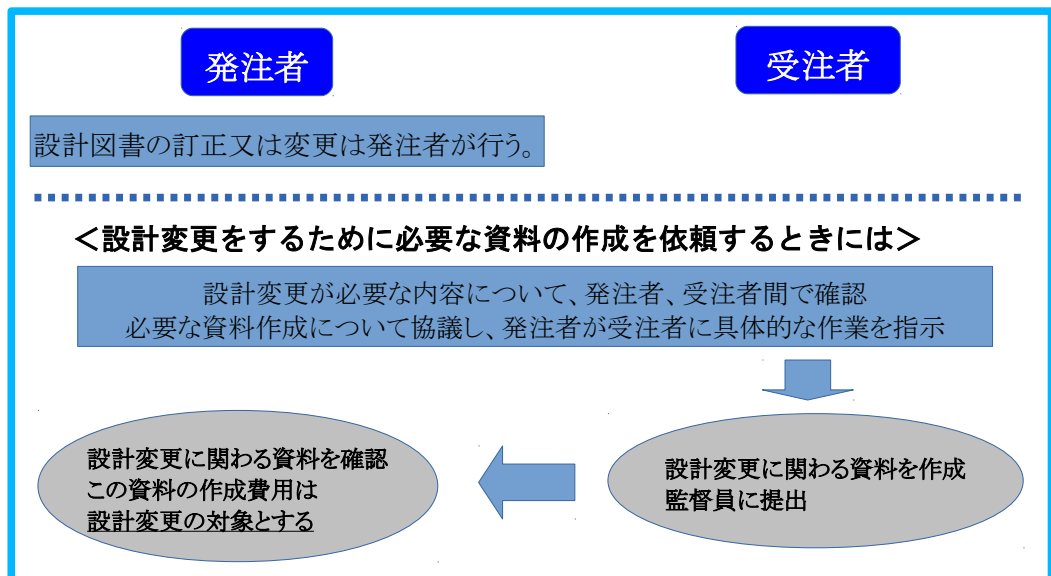 発注者
受注者
設計図書の訂正又は変更は発注者が行う。
＜設計変更をするために必要な資料の作成を依頼するときには＞
設計変更が必要な内容について、発注者、受注者間で確認
必要な資料作成について協議し、発注者が受注者に具体的な作業を指示
設計変更に関わる資料を確認
この資料の作成費用は
設計変更の対象とする
設計変更に関わる資料を作成
監督員に提出